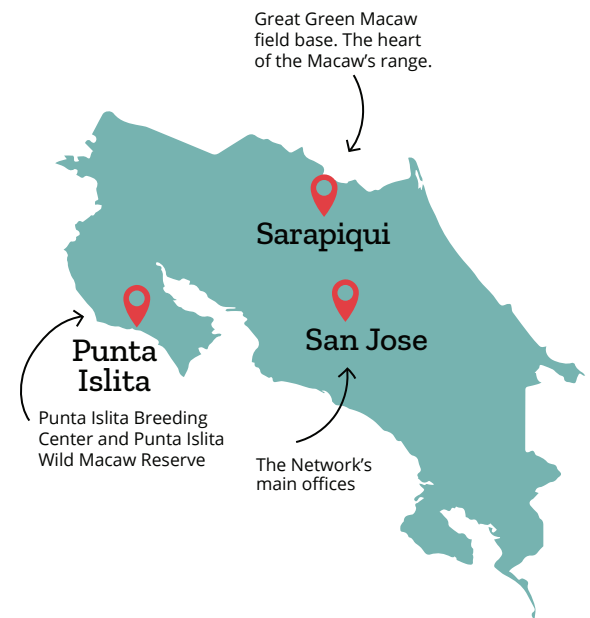 Great Green Macaw
field base. The heart
of the Macaw's range.
Sarapiqui
San Jose
Punta
Islita
Punta Islita Breeding
Center and Punta Islita
Wild Macaw Reserve
The Network's
main offices